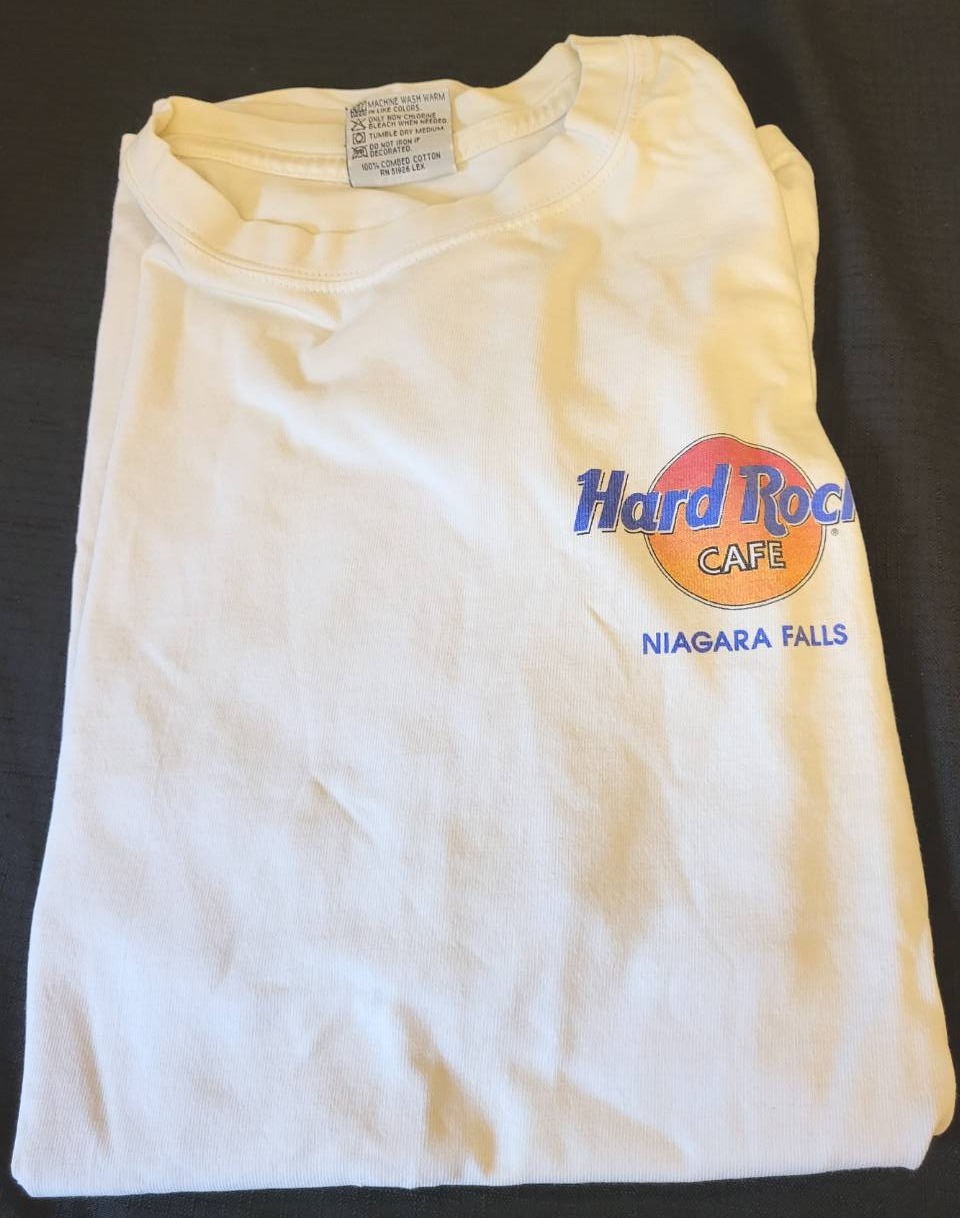 MACHINE WASH WARM
IN LIKE COLORS.
ONLY NON-CHLORINE
BLEACH WHEN NEEDED.
TUMBLE DRY MEDIUM.
DO NOT IRON IF
DECORATED.
100% COMBED COTTON
RN 51926 LEX
Hard Rock
®
CAFE
NIAGARA FALLS